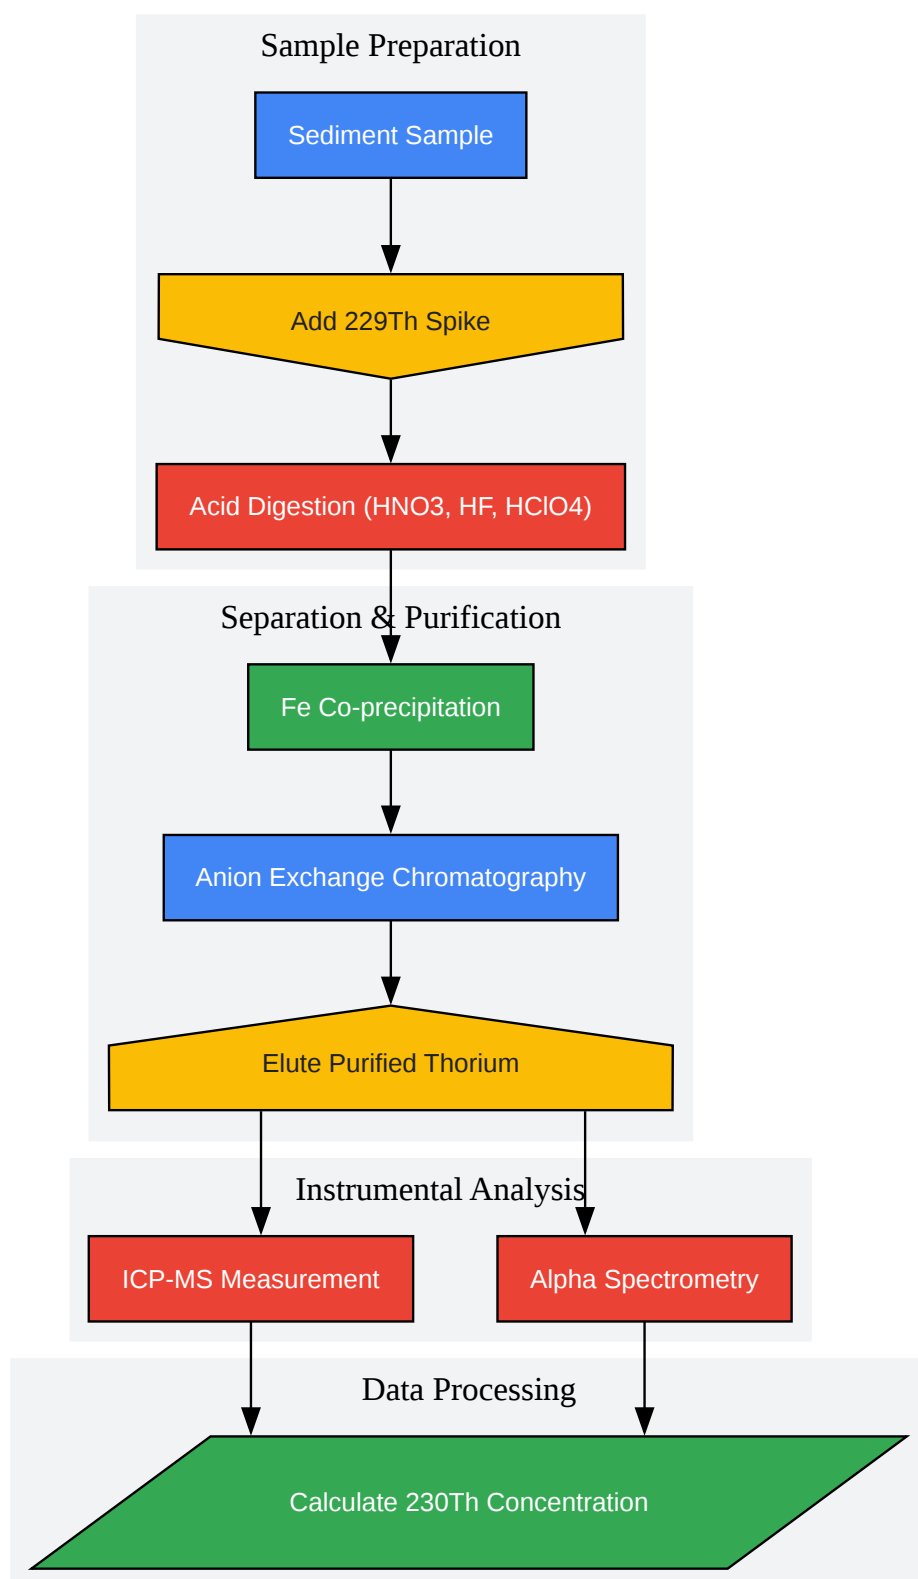 Sample Preparation
Sediment Sample
Add 229Th Spike
Acid Digestion (HNO3, HF, HClO4)
Separation & Purification
Fe Co-precipitation
Anion Exchange Chromatography
Elute Purified Thorium
Instrumental Analysis
ICP-MS Measurement
Alpha Spectrometry
Data Processing
Calculate 230Th Concentration